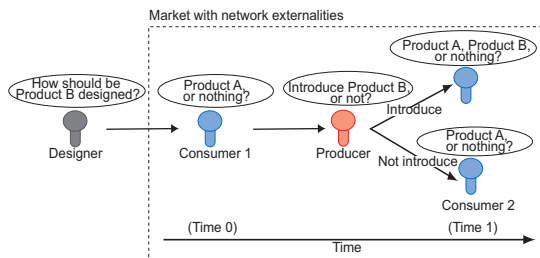 Market with network externalities
How should be
Product B designed?
Designer
Product A,
or nothing?
Consumer 1
Introduce Product B,
or not?
Producer
Introduce
Not introduce
Product A, Product B,
or nothing?
Product A,
or nothing?
Consumer 2
(Time 0)
(Time 1)
Time